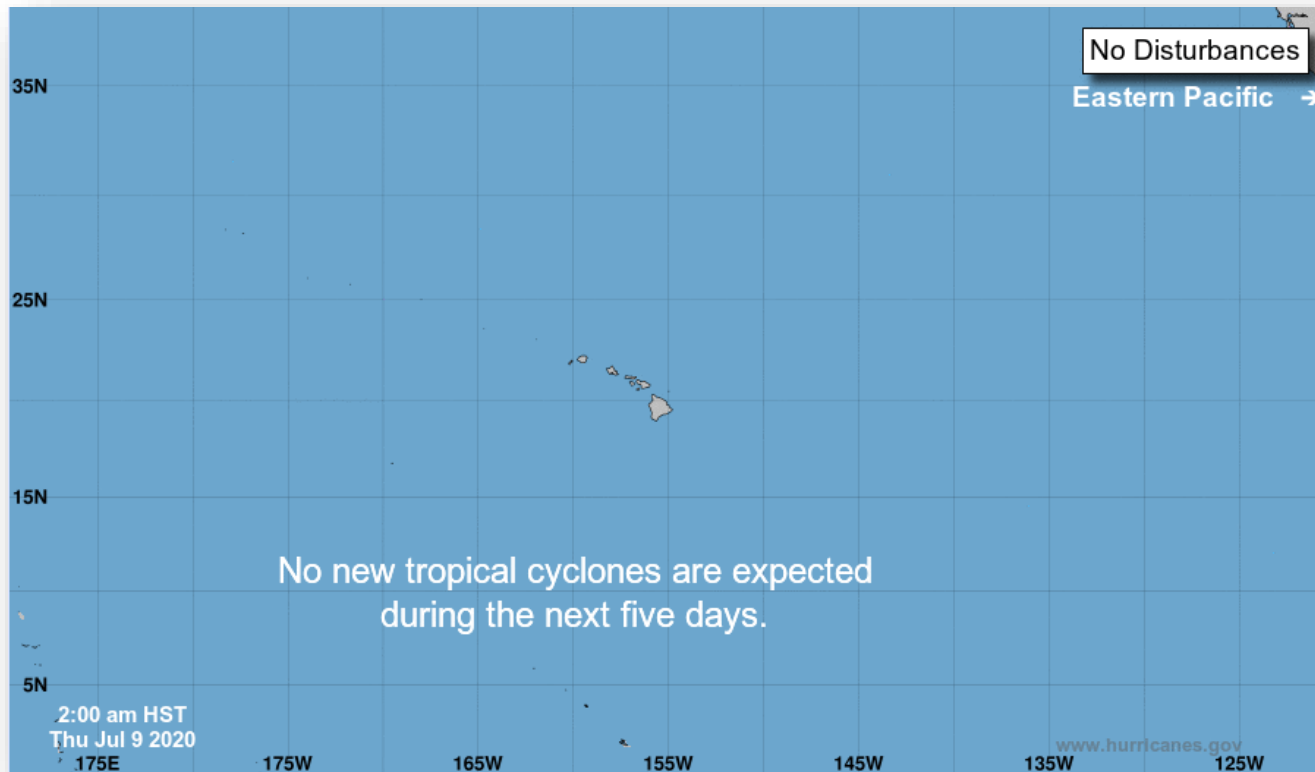 No Disturbances
35N
Eastern Pacific
25N
15N
No new tropical cyclones are expected
during the next five days.
5N
2:00 am HST
Thu Jul 9 2020
www.hurricanes.gov
175E 175W 165W 155W 145W 135W 125W